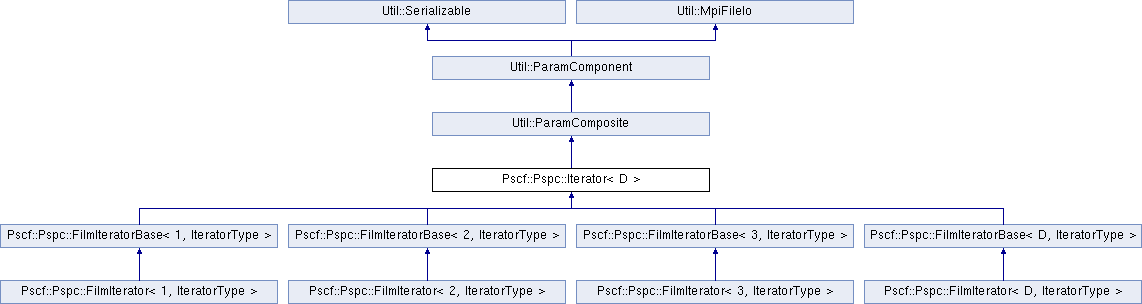 Util::Serializable
Util::MpiFileIo
Util::ParamComponent
Util::ParamComposite
Pscf::Pspc::Iterator< D >
Pscf::Pspc::FilmIteratorBase< 1, IteratorType >
Pscf::Pspc::FilmIteratorBase< 2, IteratorType >
Pscf::Pspc::FilmIteratorBase< 3, IteratorType >
Pscf::Pspc::FilmIteratorBase< D, IteratorType >
Pscf::Pspc::FilmIterator< 1, IteratorType >
Pscf::Pspc::FilmIterator< 2, IteratorType >
Pscf::Pspc::FilmIterator< 3, IteratorType >
Pscf::Pspc::FilmIterator< D, IteratorType >